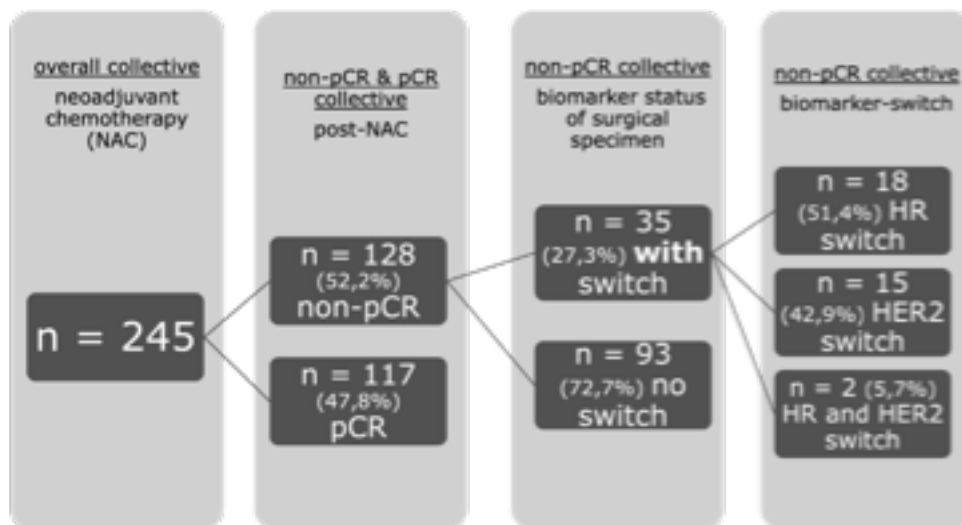 overall collective
neoadjuvant
chemotherapy
(NAC)
n = 245
non-pCR & pCR
collective
post-NAC
n = 128
(52,2%)
non-pCR
n = 117
(47,8%)
pCR
non-pCR collective
biomarker status
of surgical
specimen
n = 35
(27,3%) with
switch
n = 93
(72,7%) no
switch
non-pCR collective
biomarker-switch
n = 18
(51,4%) HR
switch
n = 15
(42,9%) HER2
switch
n = 2 (5,7%)
HR and HER2
switch